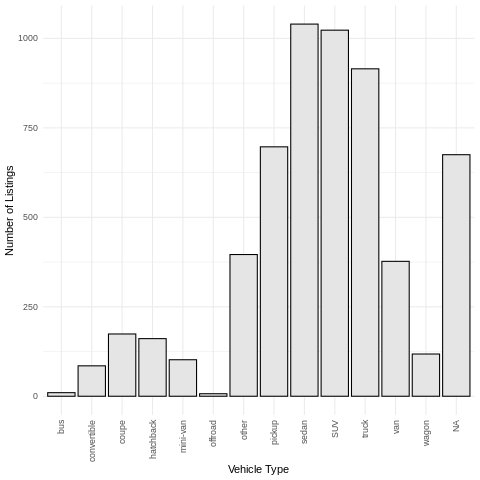 1000
750
500
250
0
Number of Listings
bus
convertible
coupe
hatchback
mini-van
offroad
other
pickup
sedan
SUV
truck
van
wagon
NA
Vehicle Type